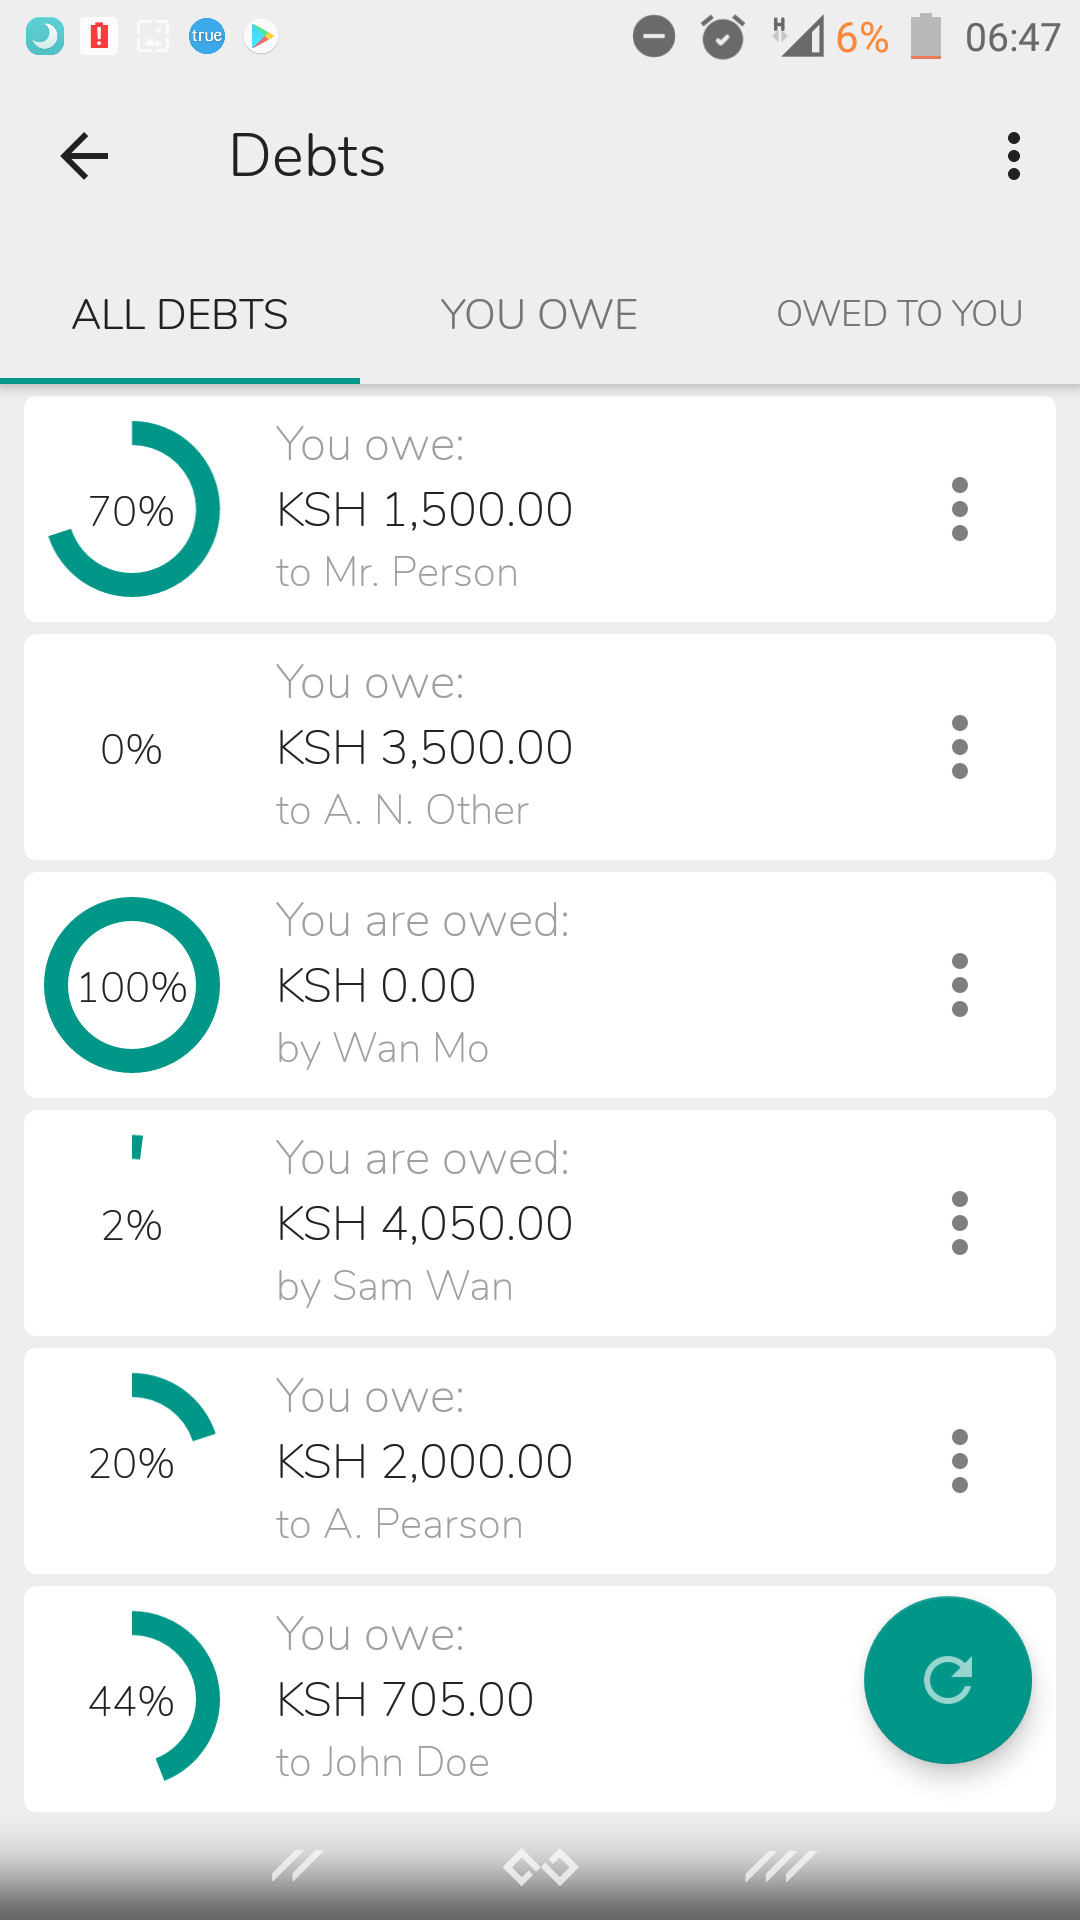 true
6%
06:47
Debts
ALL DEBTS
YOU OWE
OWED TO YOU
70%
You owe:
KSH 1,500.00
to Mr. Person
0%
You owe:
KSH 3,500.00
to A. N. Other
100%
You are owed:
KSH 0.00
by Wan Mo
2%
You are owed:
KSH 4,050.00
by Sam Wan
20%
You owe:
KSH 2,000.00
to A. Pearson
44%
You owe:
KSH 705.00
to John Doe